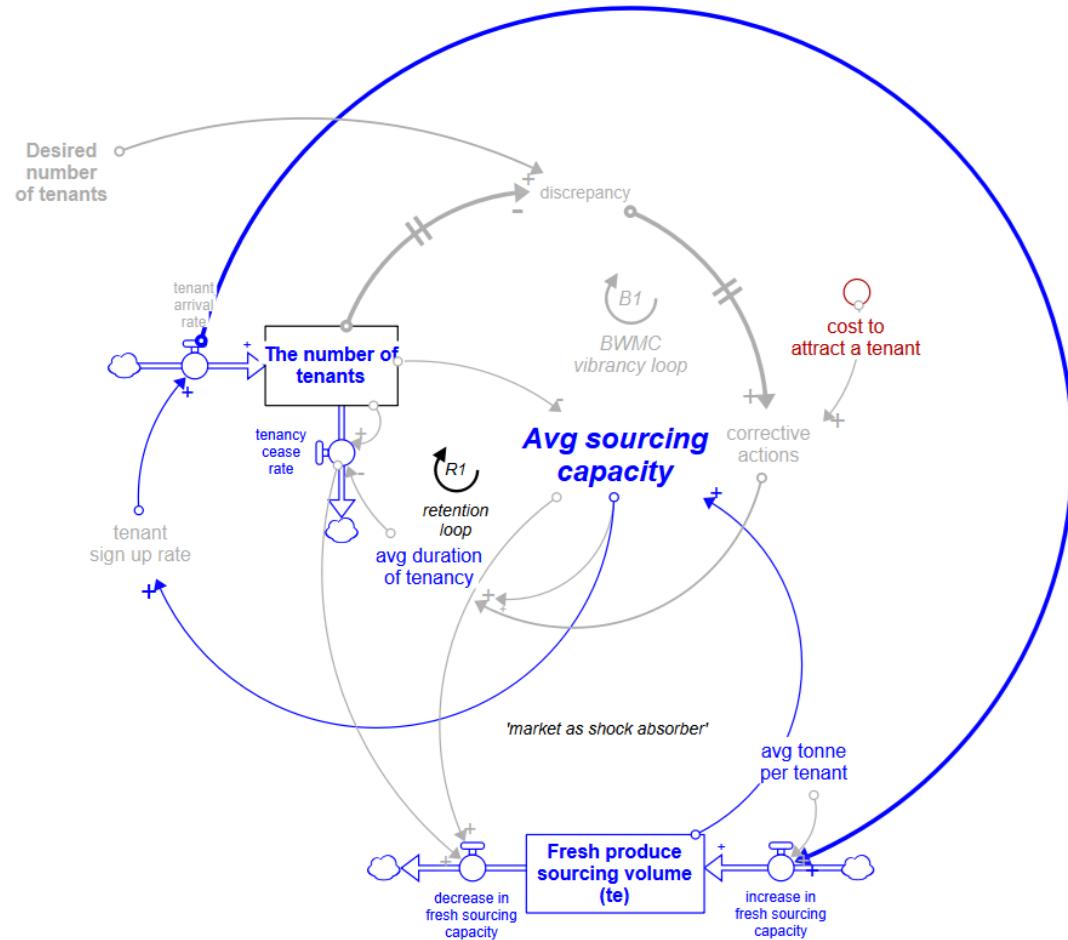 Desired
number
of tenants
+
-
discrepancy
tenant
arrival
rate
B1
BWMC
vibrancy loop
cost to
attract a tenant
+
+
The number of
tenants
-
+
+
corrective
actions
tenancy
cease
rate
+
-
Avg sourcing
capacity
R1
retention
loop
+
tenant
sign up rate
avg duration
of tenancy
+
+
+
'market as shock absorber'
avg tonne
per tenant
+
+
+
+
+
+
Fresh produce
sourcing volume
(te)
decrease in
fresh sourcing
capacity
increase in
fresh sourcing
capacity